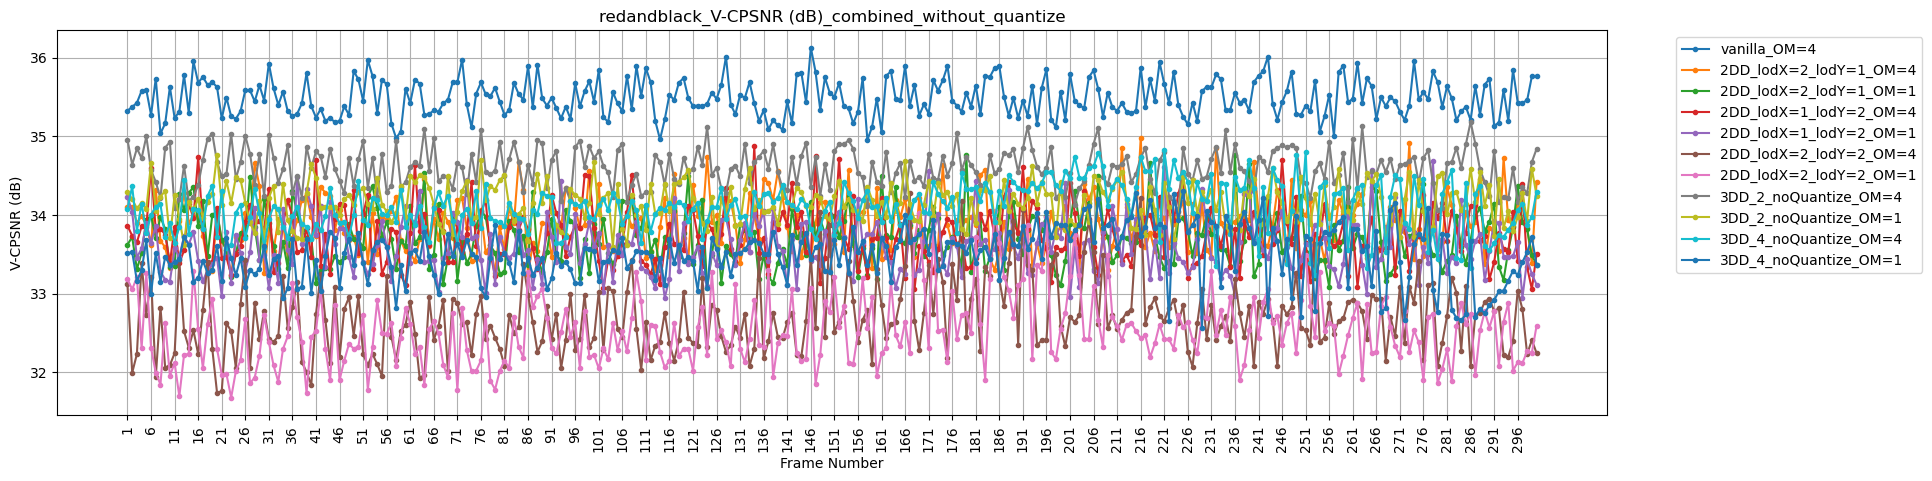 redandblack_V-CPSNR (dB)_combined_without_quantize
V-CPSNR (dB)
36
35
34
33
32
1 6 11 16 21 26 31 36 41 46 51 56 61 66 71 76 81 86 91 96 101 106 111 116 121 126 131 136 141 146 151 156 161 166 171 176 181 186 191 196 201 206 211 216 221 226 231 236 241 246 251 256 261 266 271 276 281 286 291 296
Frame Number
vanilla_OM=4
2DD_lodX=2_lodY=1_OM=4
2DD_lodX=2_lodY=1_OM=1
2DD_lodX=1_lodY=2_OM=4
2DD_lodX=1_lodY=2_OM=1
2DD_lodX=2_lodY=2_OM=4
2DD_lodX=2_lodY=2_OM=1
3DD_2_noQuantize_OM=4
3DD_2_noQuantize_OM=1
3DD_4_noQuantize_OM=4
3DD_4_noQuantize_OM=1